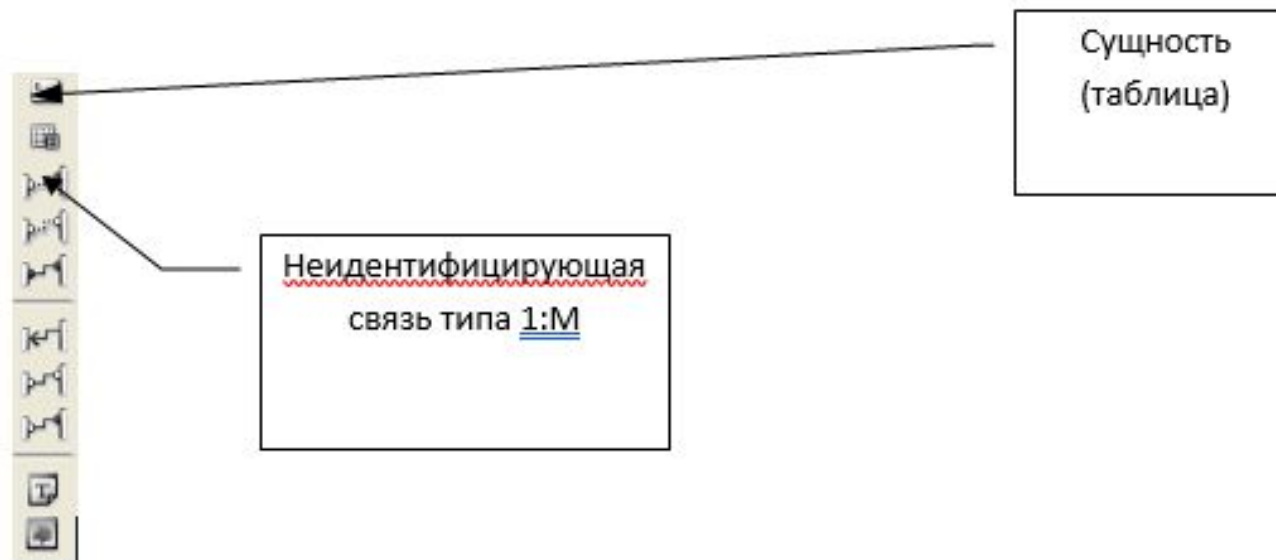 Сущность
(таблица)
Неидентифицирующая
связь типа 1:М
T